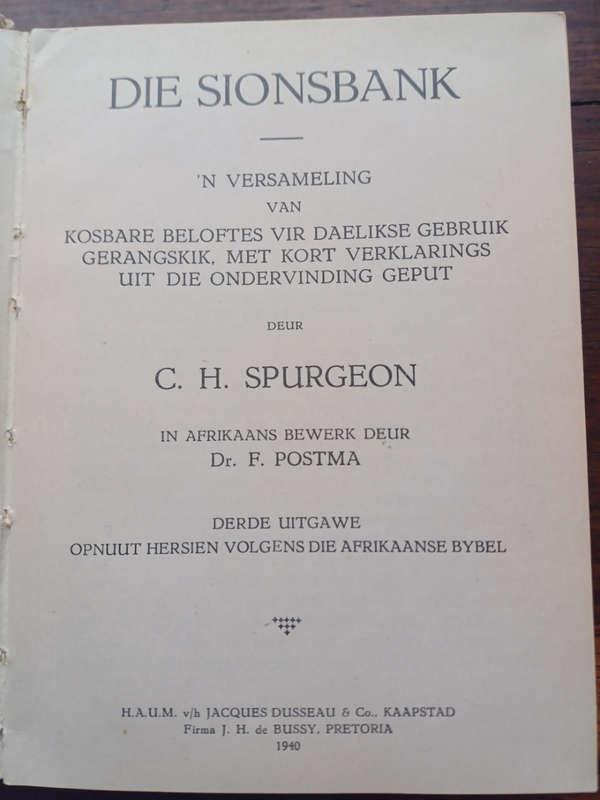 DIE SIONSBANK
'N VERSAMELING
VAN
KOSBARE BELOFTES VIR DAELIKSE GEBRUIK
GERANGSKIK, MET KORT VERKLARINGS
UIT DIE ONDERVINDING GEPUT
DEUR
C. H. SPURGEON
IN AFRIKAANS BEWERK DEUR
Dr. F. POSTMA
DERDE UITGAWE
OPNUUT HERSIEN VOLGENS DIE AFRIKAANSE BYBEL
H.A.U.M. v/h JACQUES DUSSEAU & Co., KAAPSTAD
Firma J. H. de BUSSY, PRETORIA
1940